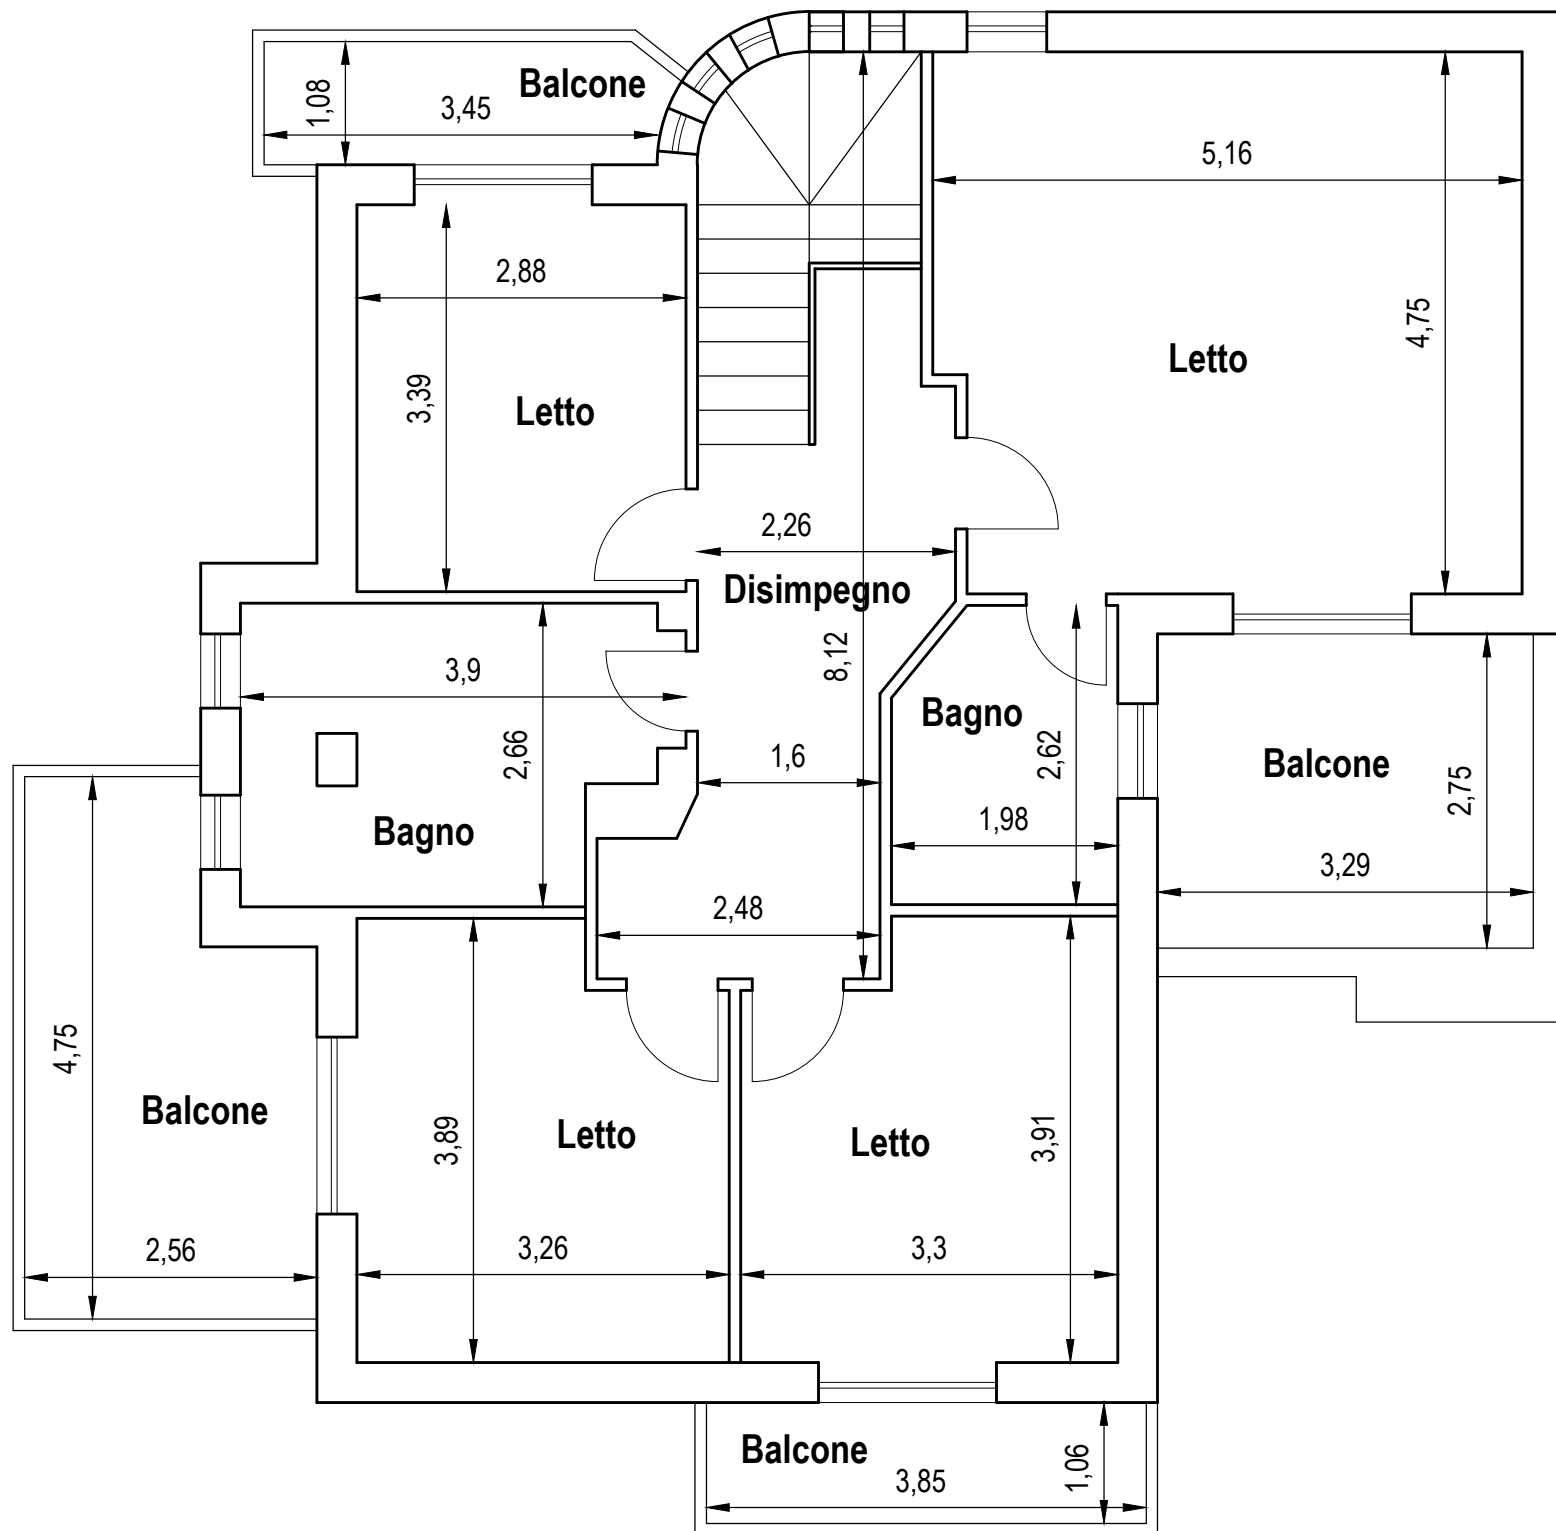 Balcone
1,08
3,45
5,16
2,88
4,75
Letto
3,39
Letto
2,26
Disimpegno
8,12
3,9
Bagno
2,66
1,6
2,62
Balcone
2,75
Bagno
1,98
3,29
2,48
4,75
Balcone
3,89
Letto
Letto
3,91
2,56
3,26
3,3
Balcone
3,85
1,06